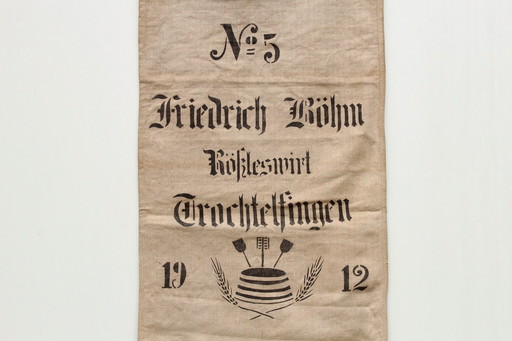 No 5
Friedrich Böhm
Rößleswirt
Trochtelfingen
19 12